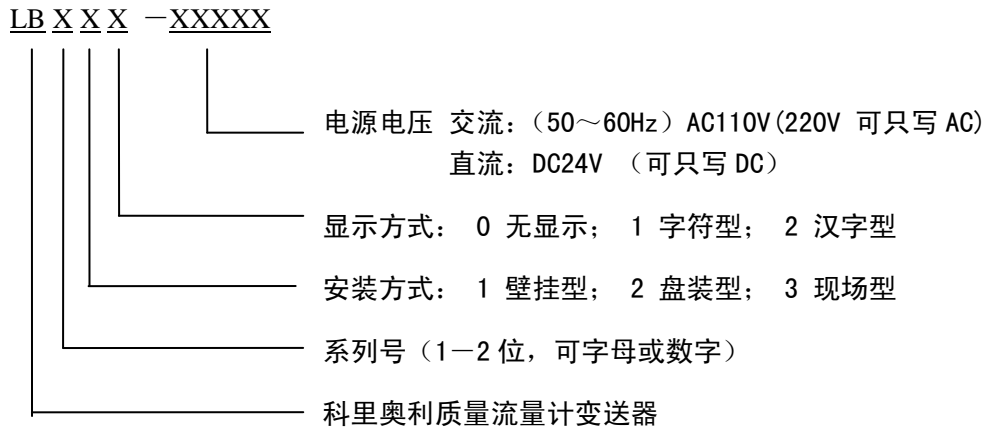 LB X X X －XXXXX
电源电压 交流：（50～60Hz）AC110V(220V 可只写 AC)
直流：DC24V （可只写 DC）
显示方式： 0 无显示； 1 字符型； 2 汉字型
安装方式： 1 壁挂型； 2 盘装型； 3 现场型
系列号（1－2 位，可字母或数字）
科里奥利质量流量计变送器